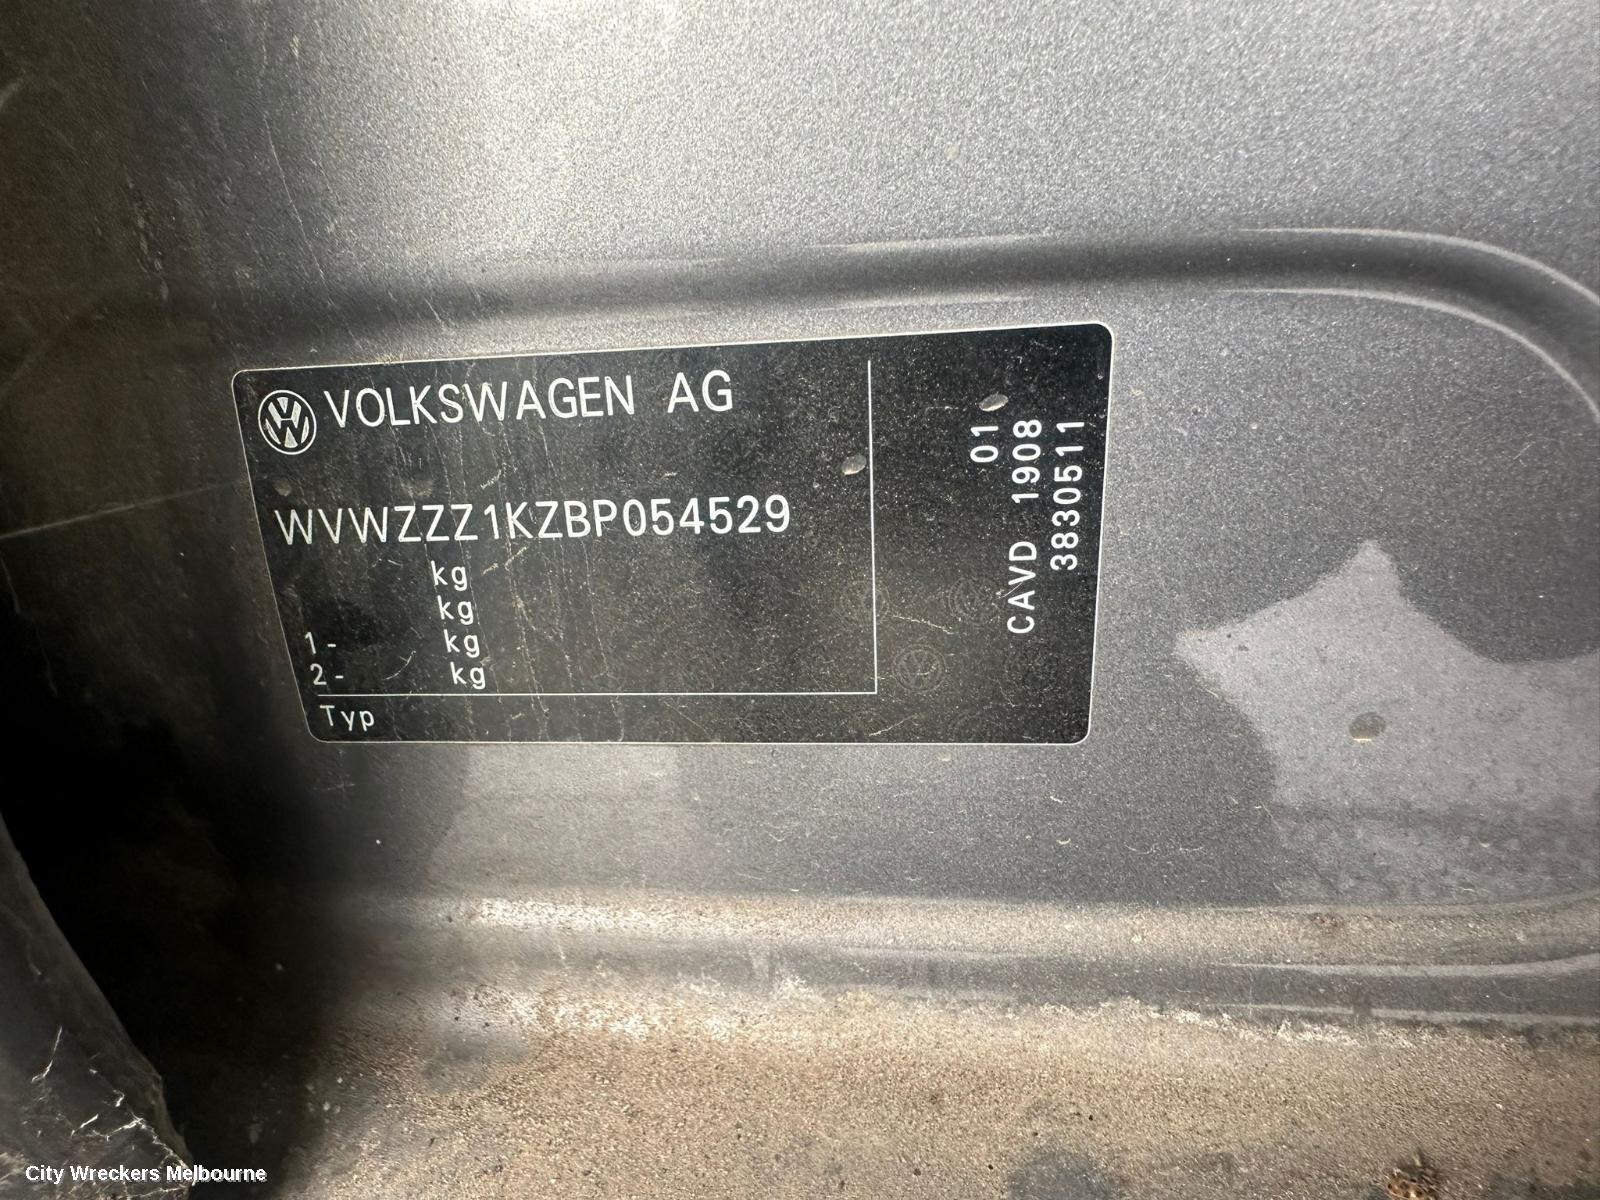 VOLKSWAGEN AG
WVWZZZ1KZBP054529
kg
kg
1- kg
2- kg
Typ
01
CAVD 1908
3830511
City Wreckers Melbourne